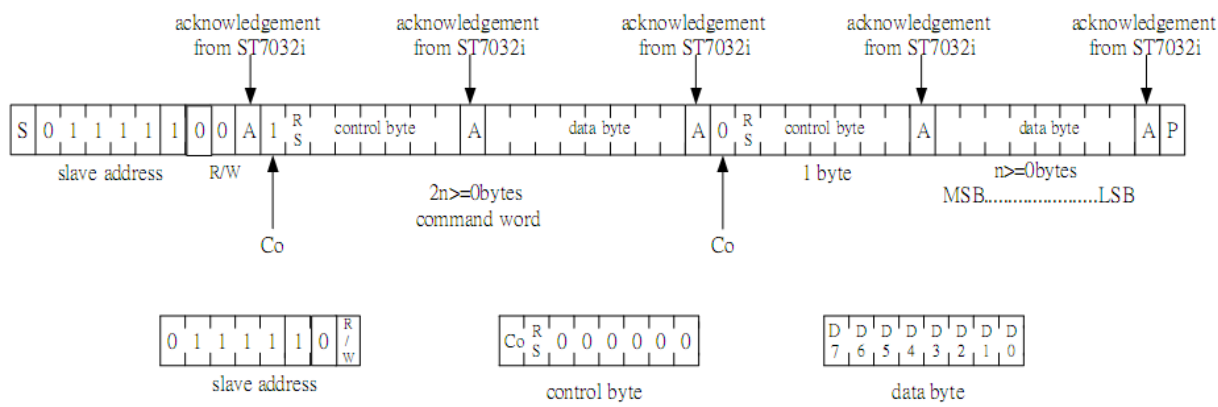 acknowledgement acknowledgement acknowledgement acknowledgement acknowledgement
from ST7032i from ST7032i from ST7032i from ST7032i from ST7032i
S 0 1 1 1 1 1 0 0 A 1 RS control byte A data byte A 0 RS control byte A data byte A P
slave address R/W 1 byte n>=0bytes
2n>=0bytes MSB.......................LSB
command word
Co Co
0 1 1 1 1 1 0 R/W Co RS 0 0 0 0 0 0 D7 D6 D5 D4 D3 D2 D1 D0
slave address control byte data byte